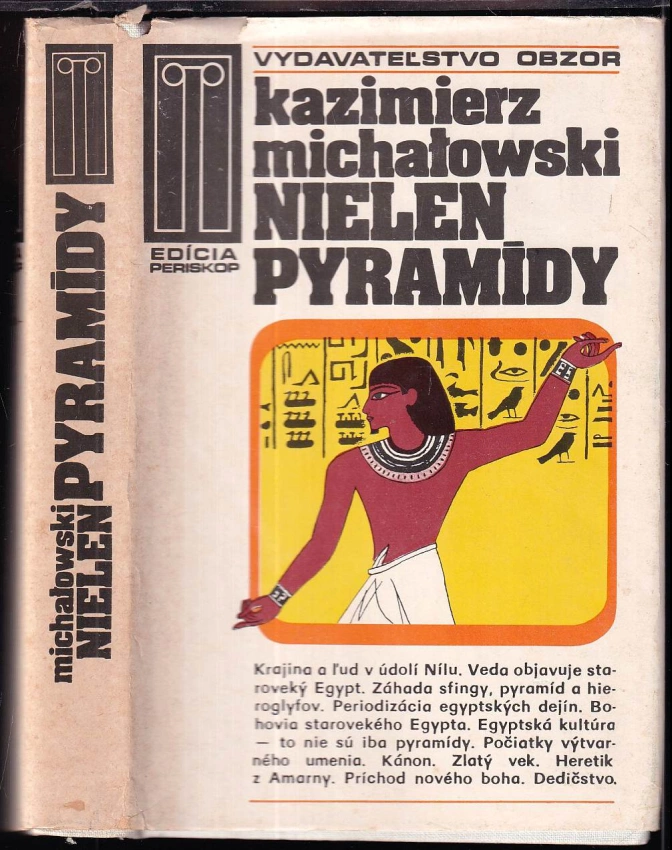 michałowski
NIELEN PYRAMÍDY
VYDAVATEĽSTVO OBZOR
EDÍCIA
PERISKOP
kazimierz
michałowski
NIELEN
PYRAMÍDY
Krajina a ľud v údolí Nílu. Veda objavuje sta-
roveký Egypt. Záhada sfingy, pyramíd a hie-
roglyfov. Periodizácia egyptských dejín. Bo-
hovia starovekého Egypta. Egyptská kultúra
— to nie sú iba pyramídy. Počiatky výtvar-
ného umenia. Kánon. Zlatý vek. Heretik
z Amarny. Príchod nového boha. Dedičstvo.